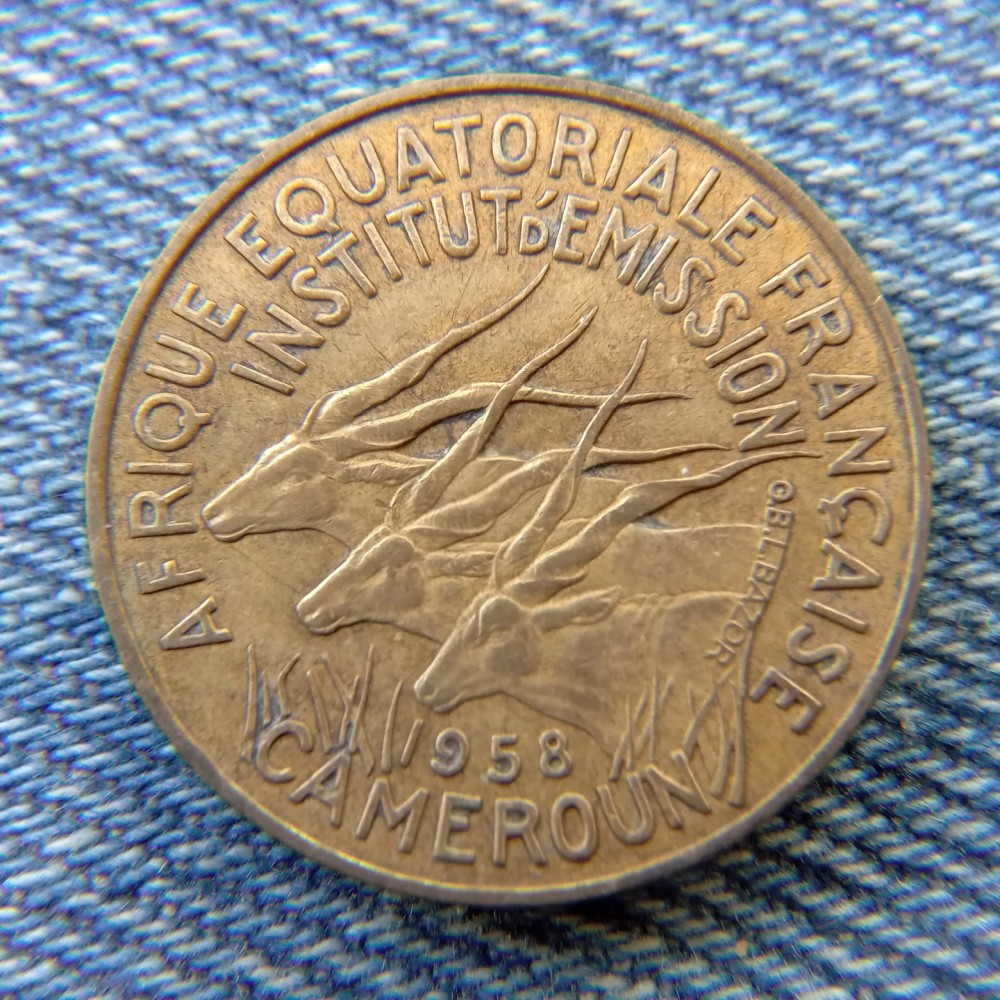 AFRIQUE EQUATORIALE FRANÇAISE
INSTITUT D'EMISSION
G.B.L.BAZOR
1958
CAMEROUN